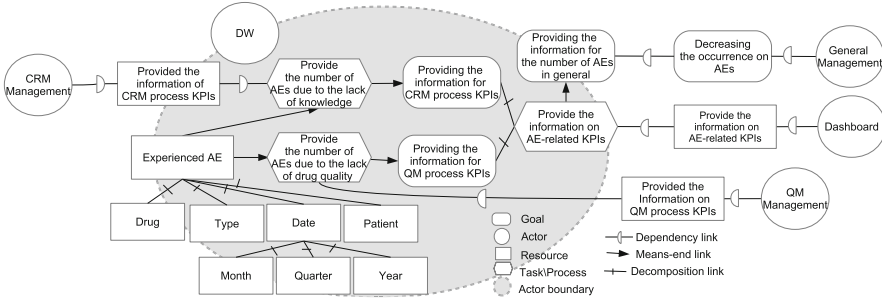 DW
CRM
Management
Provided the
information of
CRM process KPIs
Provide
the number of
AEs due to the lack
of knowledge
Providing the
information for
CRM process KPIs
Providing the
information for
the number of AEs
in general
Decreasing
the occurrence on
AEs
General
Management
Experienced AE
Provide
the number of
AEs due to the lack
of drug quality
Providing the
information for
QM process KPIs
Provide the
information on
AE-related KPIs
Provide the
information on
AE-related KPIs
Dashboard
Provided the
Information on
QM process KPIs
QM
Management
Drug
Type
Date
Patient
Month
Quarter
Year
Goal
Actor
Resource
Task\Process
Actor boundary
Dependency link
Means-end link
Decomposition link